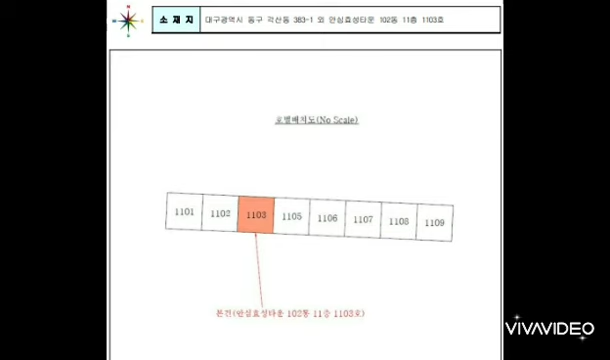 소 재 지 대구광역시 동구 각산동 383-1 외 안심효성타운 102동 11층 1103호
호별배치도(No Scale)
1101 1102 1103 1105 1106 1107 1108 1109
본건(안심효성타운 102동 11층 1103호)
VIVAVIDEO